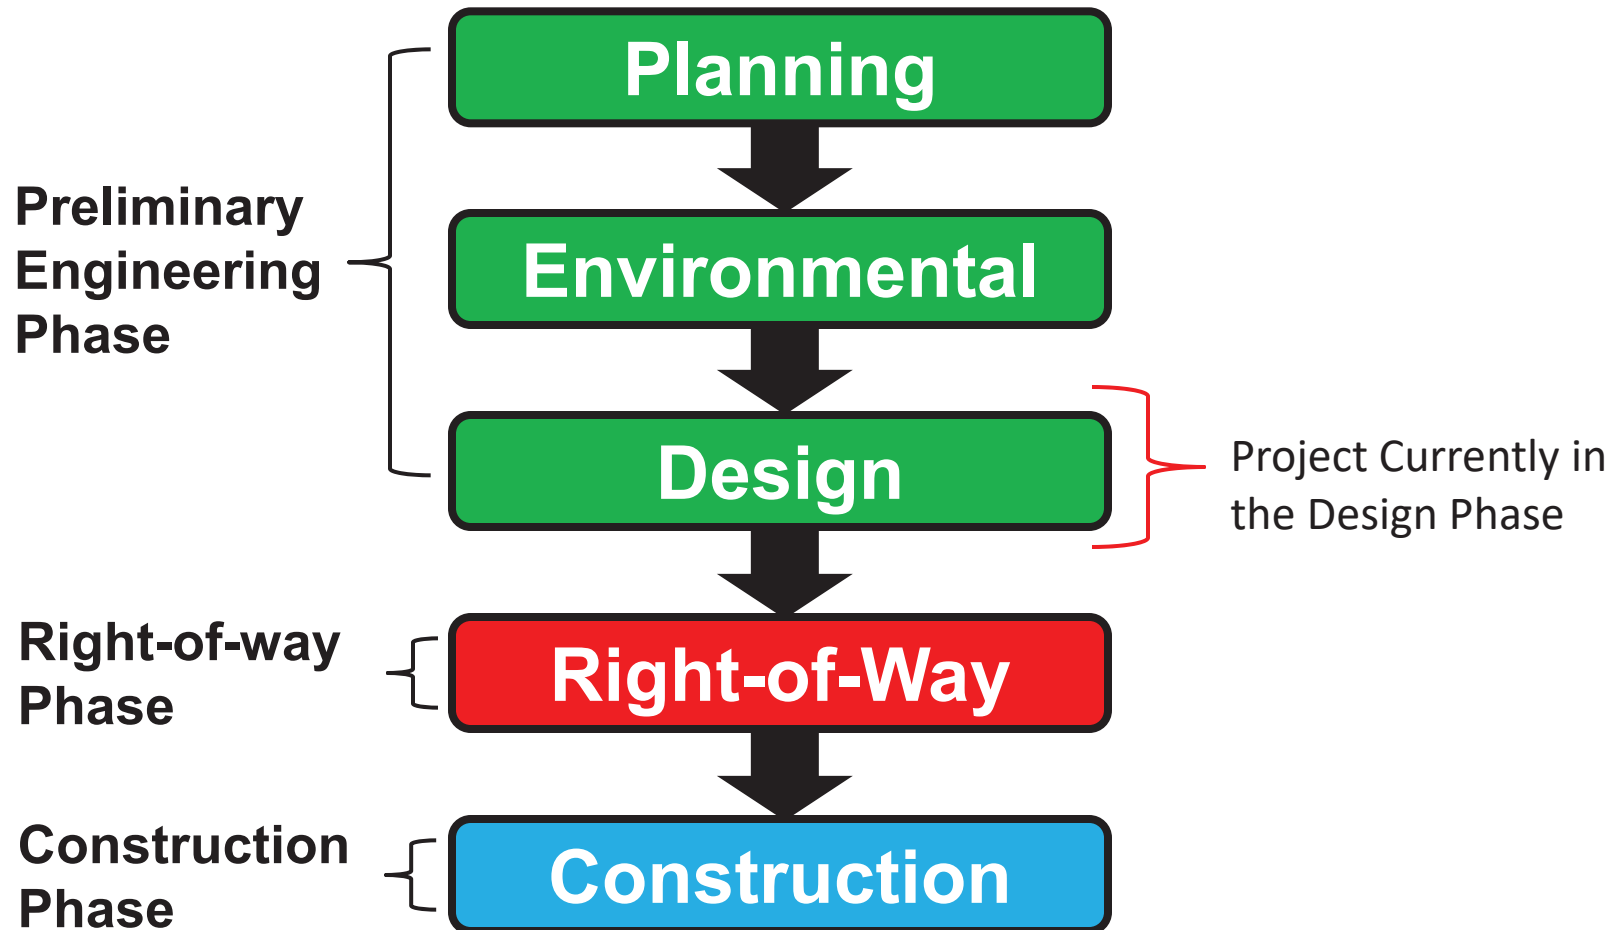 Planning
Preliminary
Engineering
Phase
Environmental
Design
Project Currently in
the Design Phase
Right-of-way
Phase
Right-of-Way
Construction
Phase
Construction